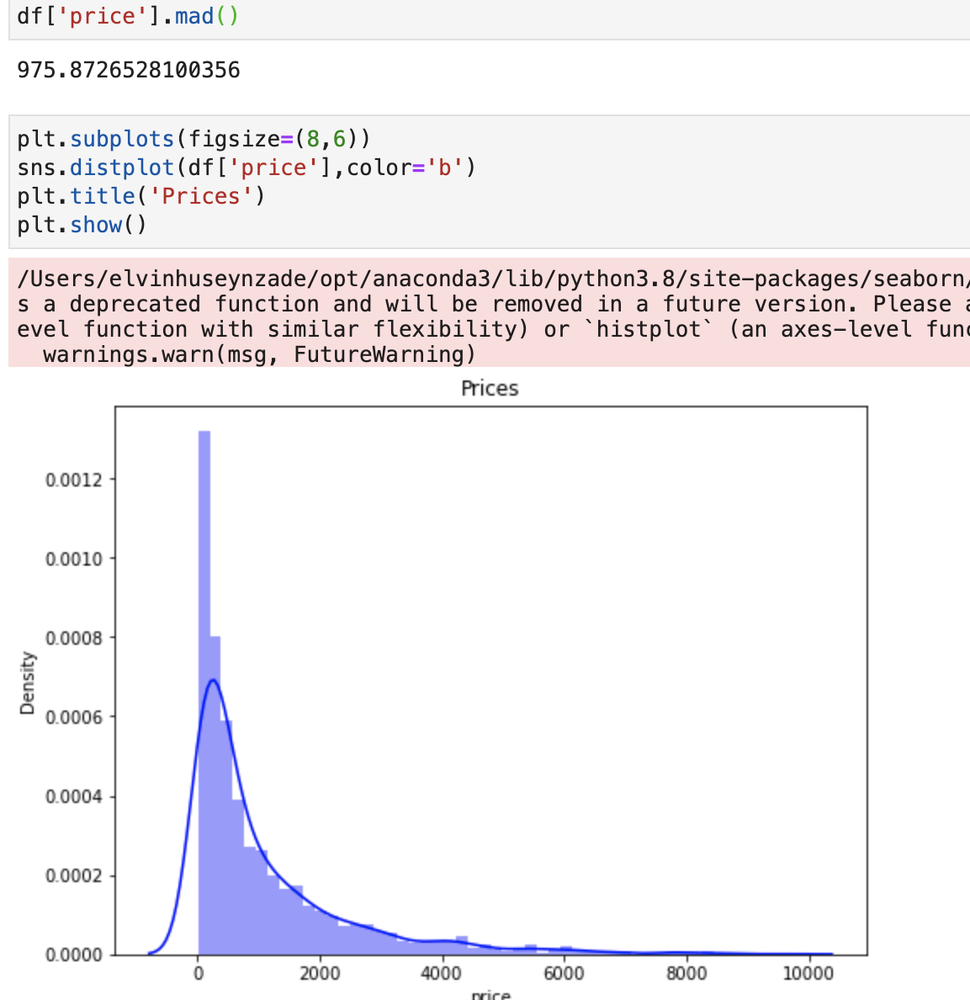 df['price'].mad()
975.8726528100356
plt.subplots(figsize=(8,6))
sns.distplot(df['price'],color='b')
plt.title('Prices')
plt.show()
/Users/elvinhuseynzade/opt/anaconda3/lib/python3.8/site-packages/seaborn/
s a deprecated function and will be removed in a future version. Please a
evel function with similar flexibility) or `histplot` (an axes-level func
warnings.warn(msg, FutureWarning)
Prices
0.0012
0.0010
0.0008
0.0006
0.0004
0.0002
0.0000
Density
0 2000 4000 6000 8000 10000
price